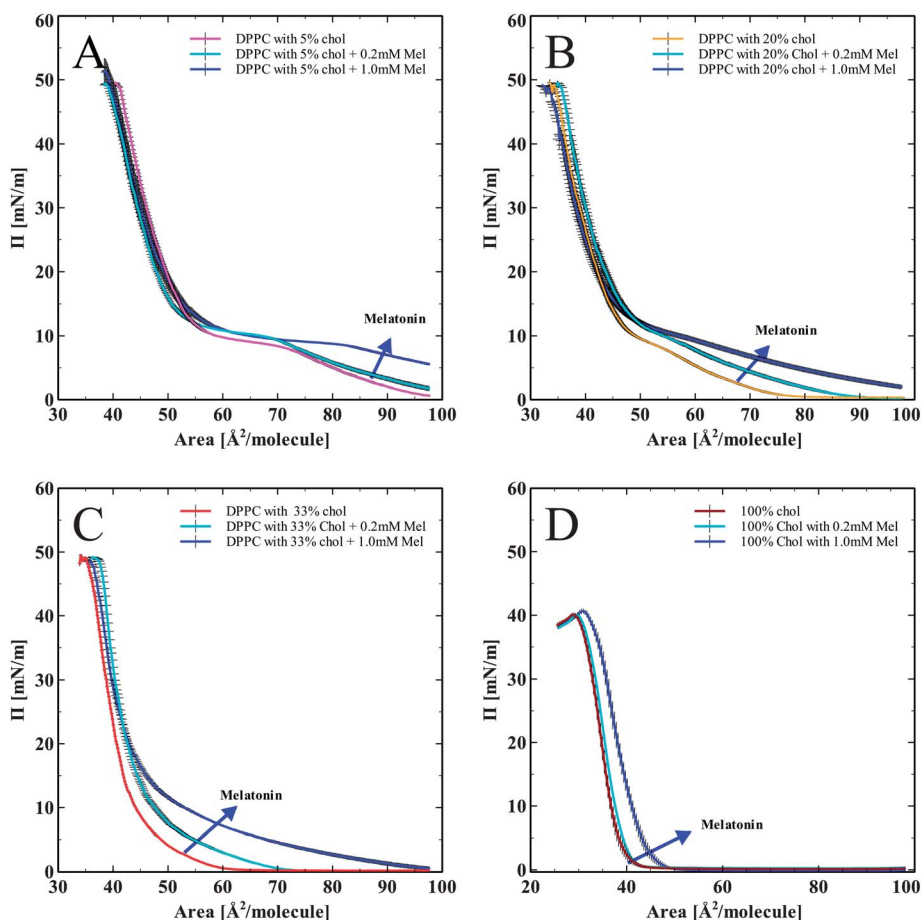 A
DPPC with 5% chol
DPPC with 5% chol + 0.2mM Mel
DPPC with 5% chol + 1.0mM Mel
Melatonin
Π [mN/m]
60
50
40
30
20
10
0
30 40 50 60 70 80 90 100
Area [Å²/molecule]
B
DPPC with 20% chol
DPPC with 20% Chol + 0.2mM Mel
DPPC with 20% chol + 1.0mM Mel
Melatonin
Π [mN/m]
60
50
40
30
20
10
0
30 40 50 60 70 80 90 100
Area [Å²/molecule]
C
DPPC with 33% chol
DPPC with 33% Chol + 0.2mM Mel
DPPC with 33% chol + 1.0mM Mel
Melatonin
Π [mN/m]
60
50
40
30
20
10
0
30 40 50 60 70 80 90 100
Area [Å²/molecule]
D
100% chol
100% Chol with 0.2mM Mel
100% Chol with 1.0mM Mel
Melatonin
Π [mN/m]
60
50
40
30
20
10
0
20 40 60 80 100
Area [Å²/molecule]